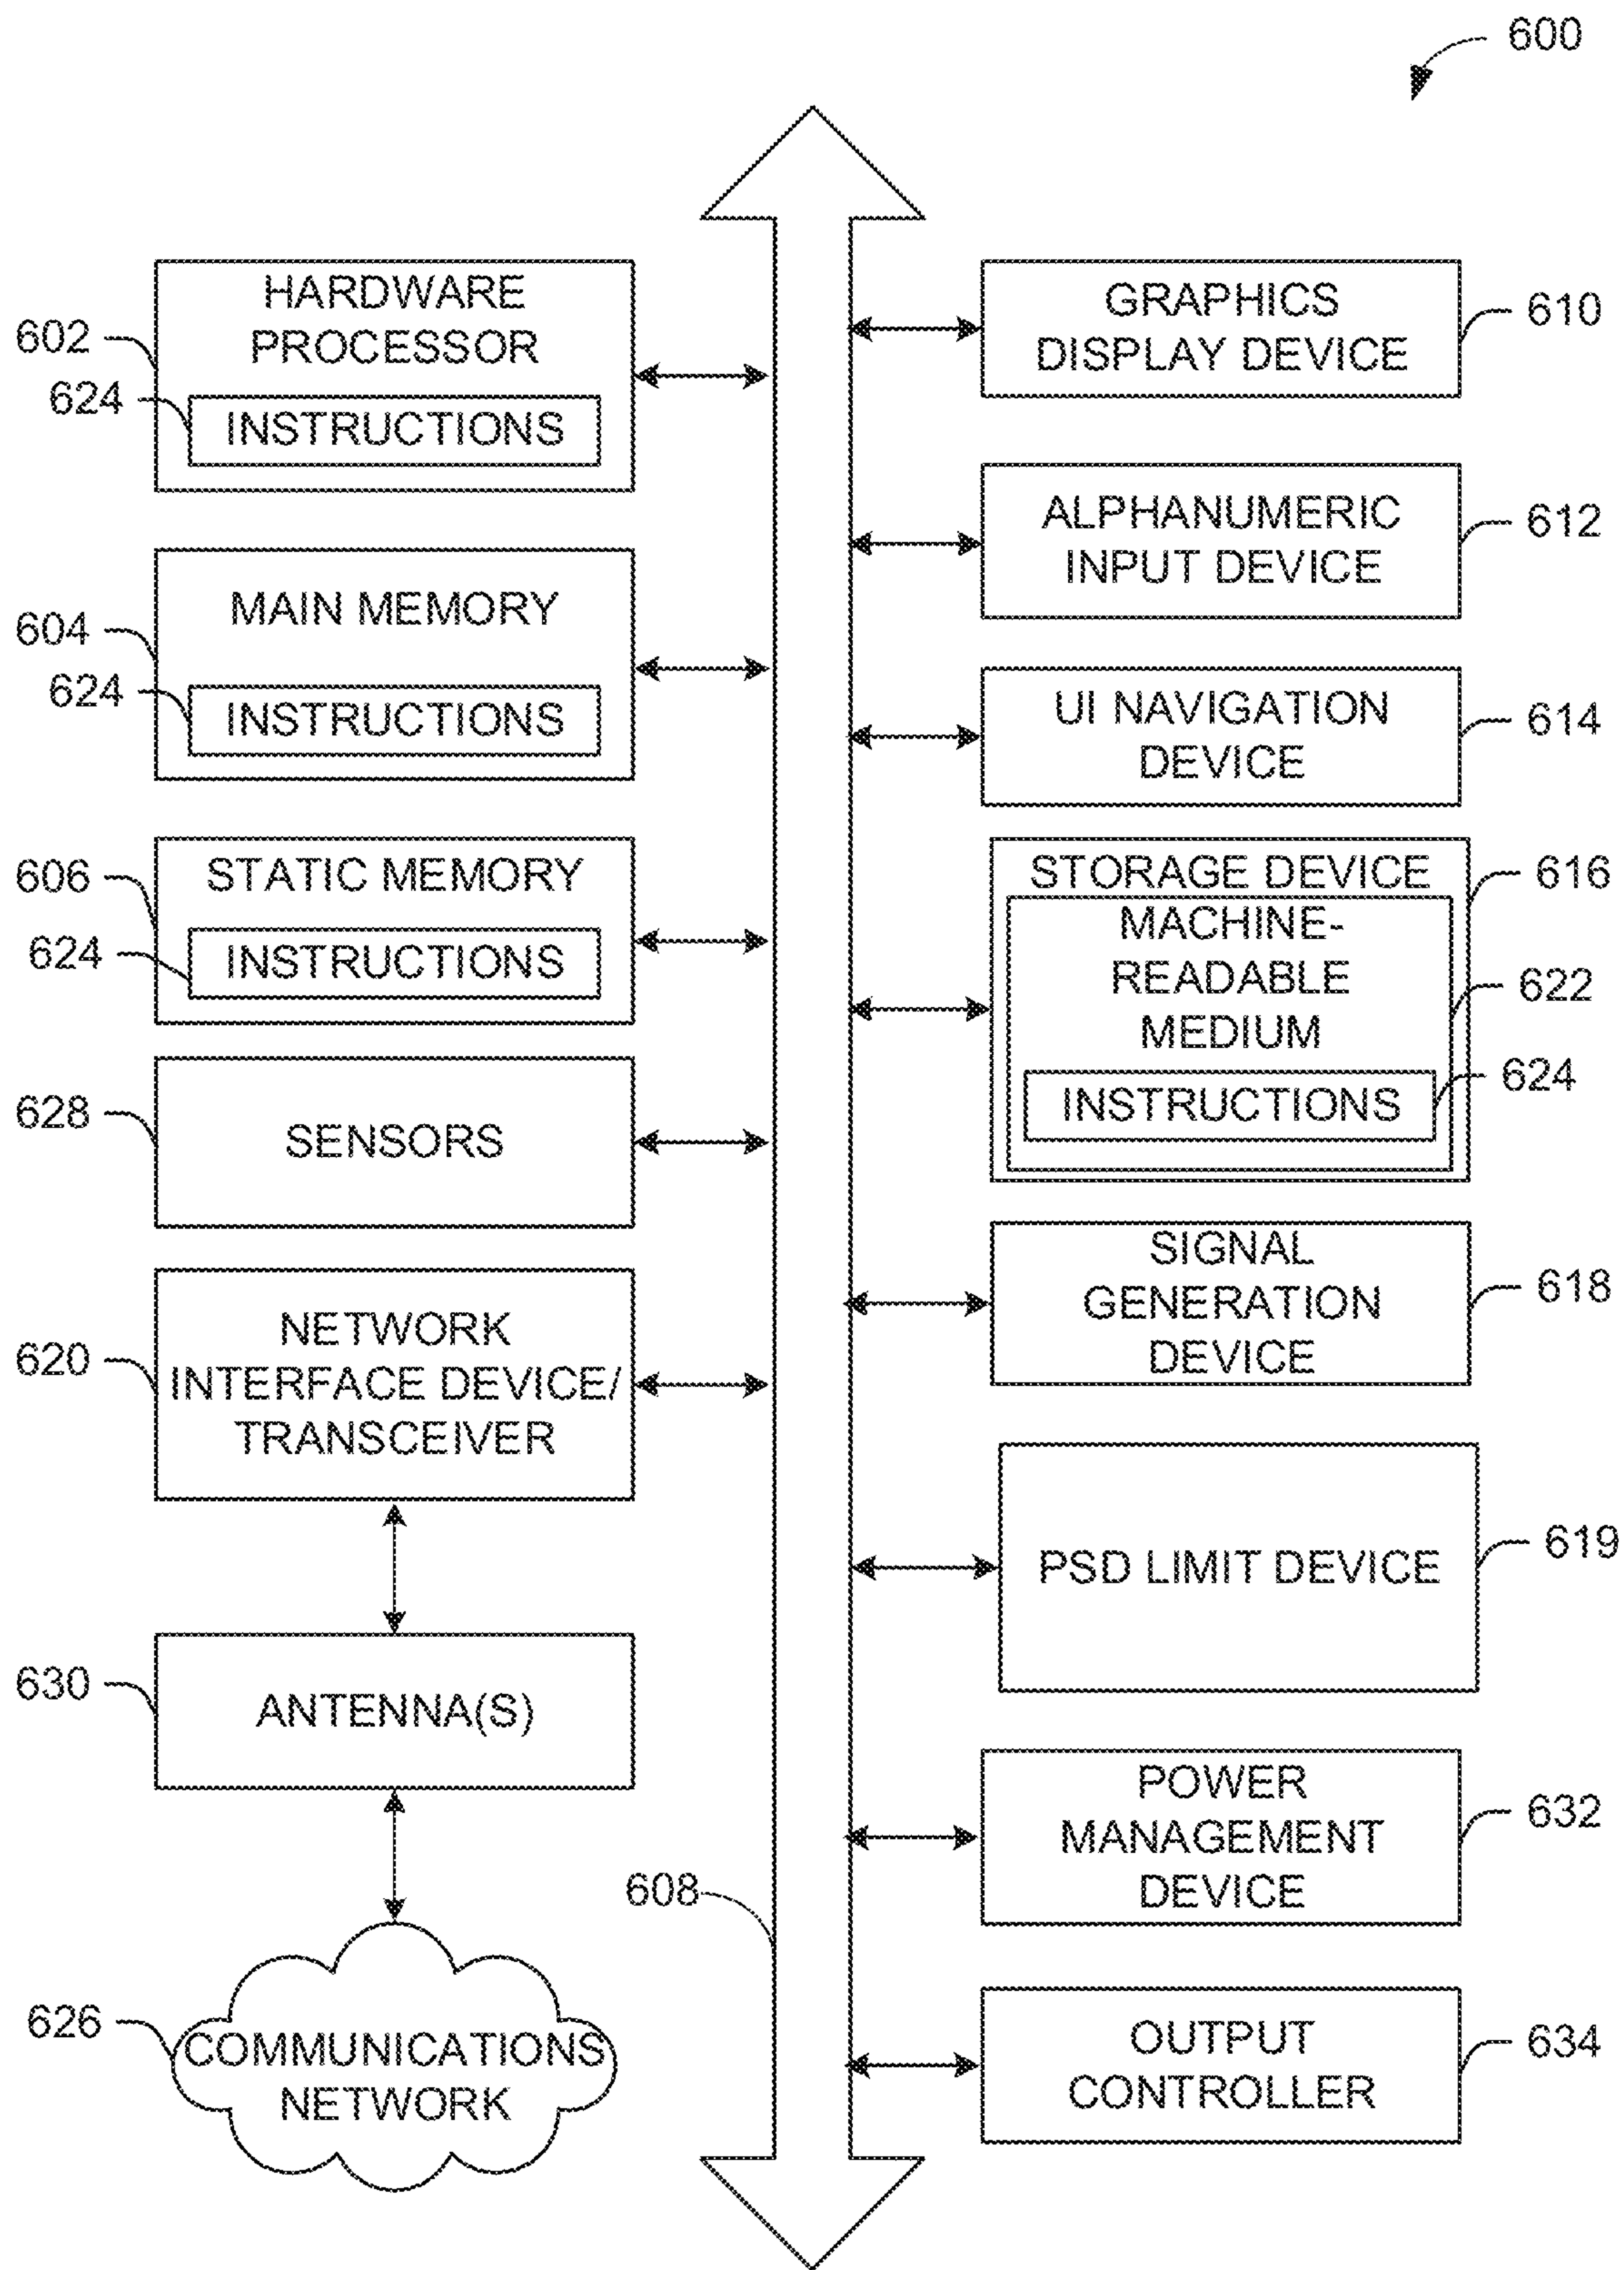 600
HARDWARE
PROCESSOR
602
624
INSTRUCTIONS
MAIN MEMORY
604
624
INSTRUCTIONS
STATIC MEMORY
606
624
INSTRUCTIONS
628
SENSORS
NETWORK
620
INTERFACE DEVICE/
TRANSCEIVER
630
ANTENNA(S)
608
626
COMMUNICATIONS
NETWORK
GRAPHICS
DISPLAY DEVICE
610
ALPHANUMERIC
INPUT DEVICE
612
UI NAVIGATION
DEVICE
614
STORAGE DEVICE
616
MACHINE-
READABLE
MEDIUM
622
INSTRUCTIONS
624
SIGNAL
GENERATION
DEVICE
618
PSD LIMIT DEVICE
619
POWER
MANAGEMENT
DEVICE
632
OUTPUT
CONTROLLER
634